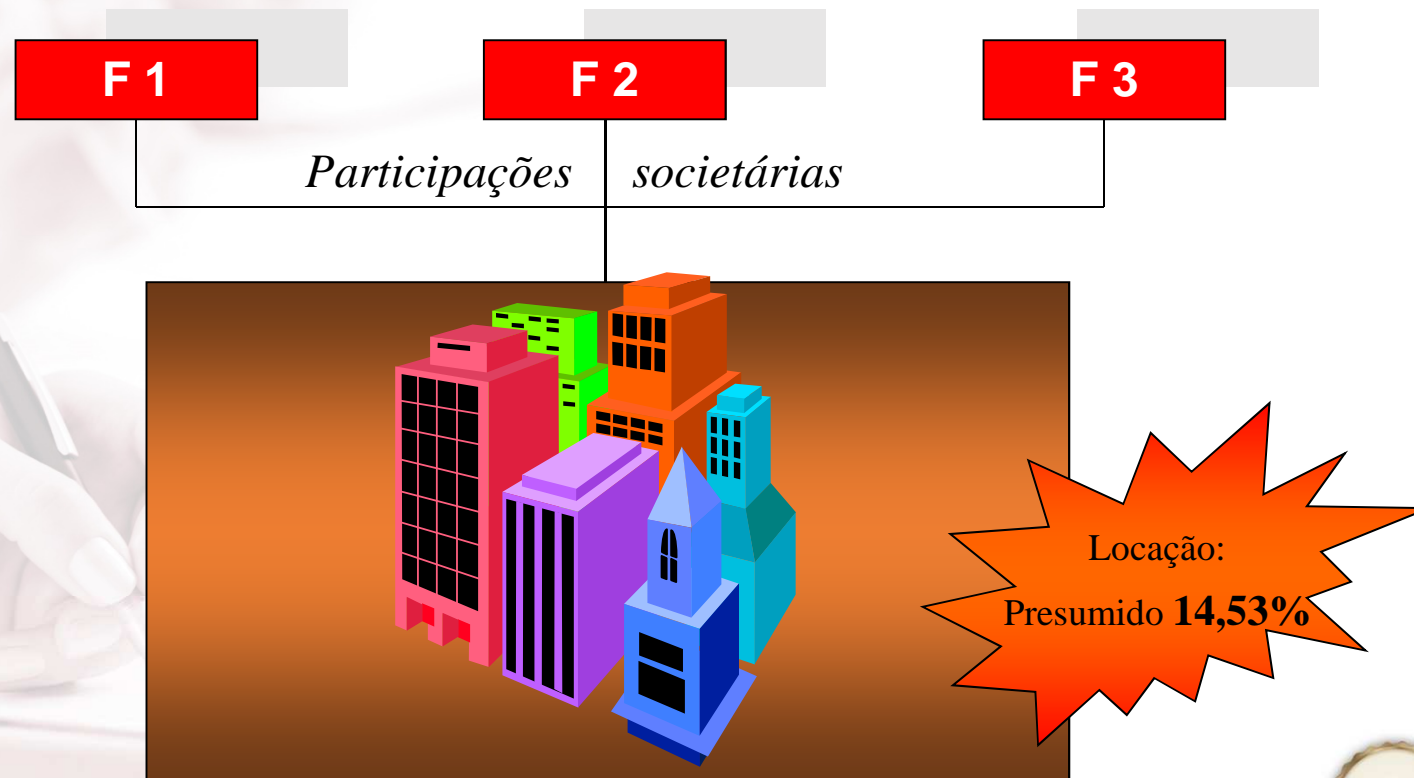 F 1
F 2
F 3
Participações societárias
Locação:
Presumido 14,53%